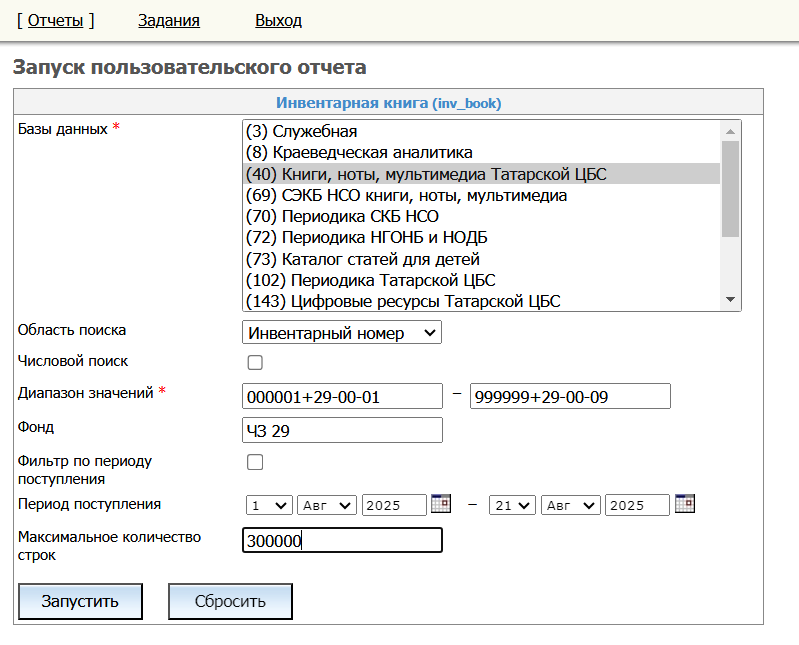 [ Отчеты ] Задания Выход
Запуск пользовательского отчета
Инвентарная книга (inv_book)
Базы данных *
(3) Служебная
(8) Краеведческая аналитика
(40) Книги, ноты, мультимедиа Татарской ЦБС
(69) СЭКБ НСО книги, ноты, мультимедиа
(70) Периодика СКБ НСО
(72) Периодика НГОНБ и НОДБ
(73) Каталог статей для детей
(102) Периодика Татарской ЦБС
(143) Цифровые ресурсы Татарской ЦБС
Область поиска Инвентарный номер
Числовой поиск
Диапазон значений * 000001+29-00-01 – 999999+29-00-09
Фонд ЧЗ 29
Фильтр по периоду
поступления
Период поступления 1 Авг 2025 – 21 Авг 2025
Максимальное количество
строк
300000
Запустить Сбросить